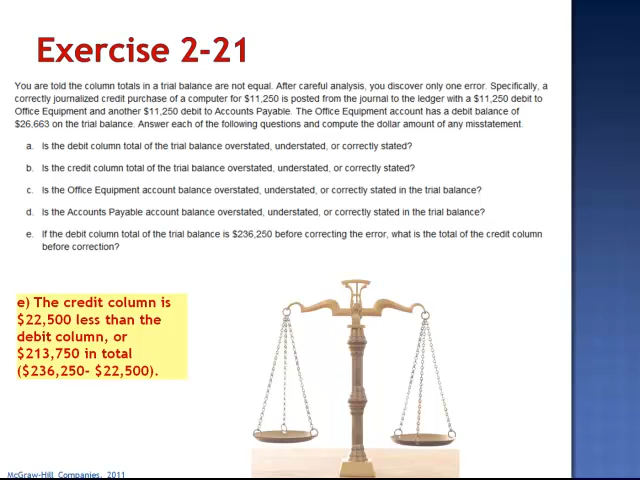 Exercise 2-21
You are told the column totals in a trial balance are not equal. After careful analysis, you discover only one error. Specifically, a
correctly journalized credit purchase of a computer for $11,250 is posted from the journal to the ledger with a $11,250 debit to
Office Equipment and another $11,250 debit to Accounts Payable. The Office Equipment account has a debit balance of
$26,663 on the trial balance. Answer each of the following questions and compute the dollar amount of any misstatement.
a. Is the debit column total of the trial balance overstated, understated, or correctly stated?
b. Is the credit column total of the trial balance overstated, understated, or correctly stated?
c. Is the Office Equipment account balance overstated, understated, or correctly stated in the trial balance?
d. Is the Accounts Payable account balance overstated, understated, or correctly stated in the trial balance?
e. If the debit column total of the trial balance is $236,250 before correcting the error, what is the total of the credit column
before correction?
e) The credit column is
$22,500 less than the
debit column, or
$213,750 in total
($236,250- $22,500).
McGraw-Hill Companies, 2011